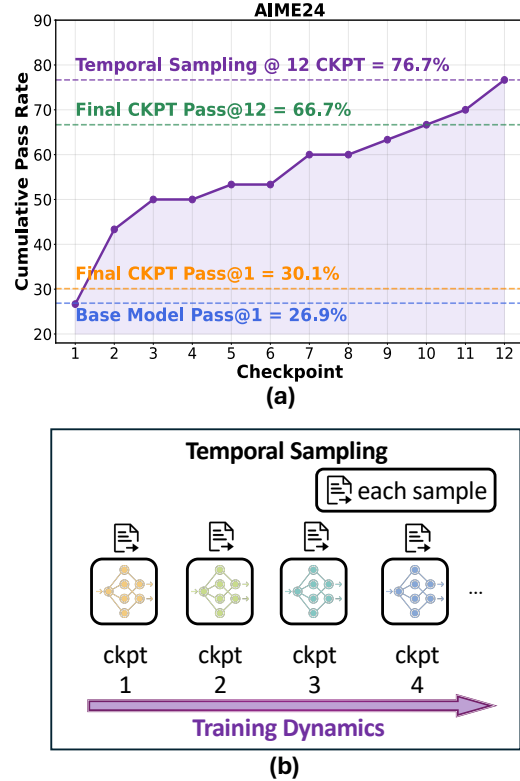 AIME24
90
80
70
60
50
40
30
20
Cumulative Pass Rate
Temporal Sampling @ 12 CKPT = 76.7%
Final CKPT Pass@12 = 66.7%
Final CKPT Pass@1 = 30.1%
Base Model Pass@1 = 26.9%
1 2 3 4 5 6 7 8 9 10 11 12
Checkpoint
(a)
Temporal Sampling
each sample
ckpt ckpt ckpt ckpt ...
1 2 3 4
Training Dynamics
(b)